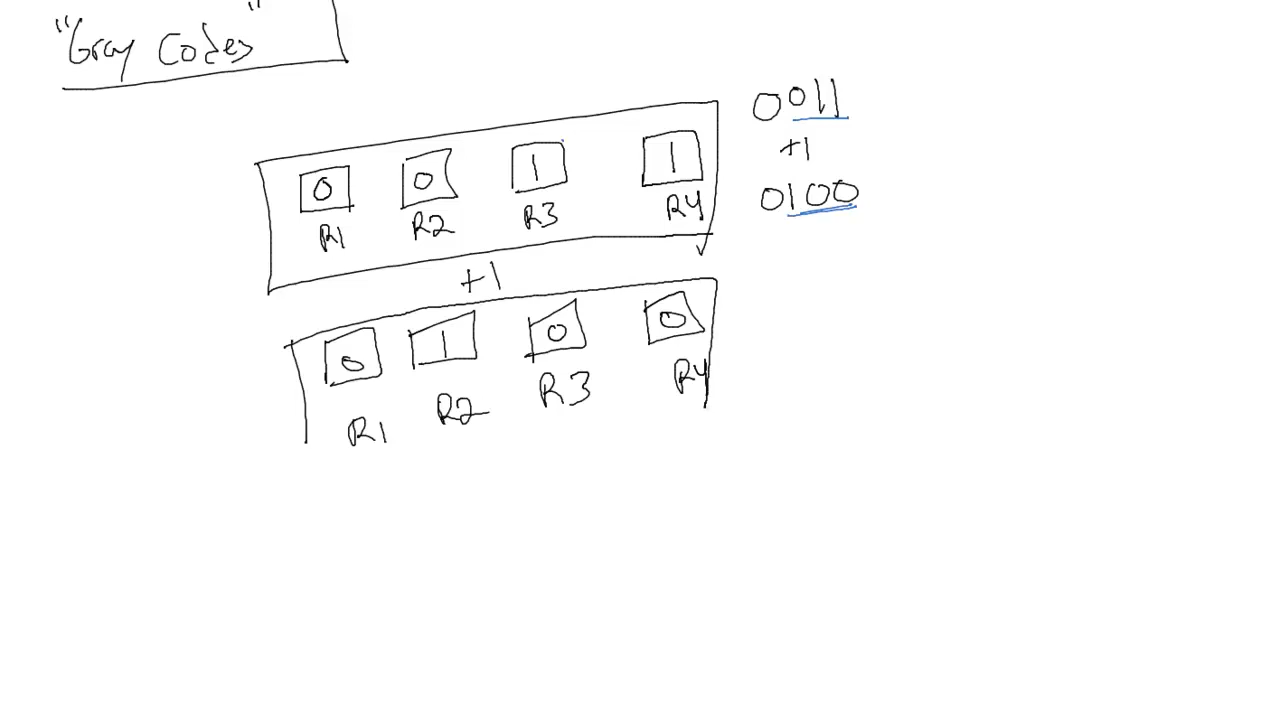 "Gray Codes"
0011
+1
0100
0 0 1 1
R1 R2 R3 R4
+1
0 1 0 0
R1 R2 R3 R4